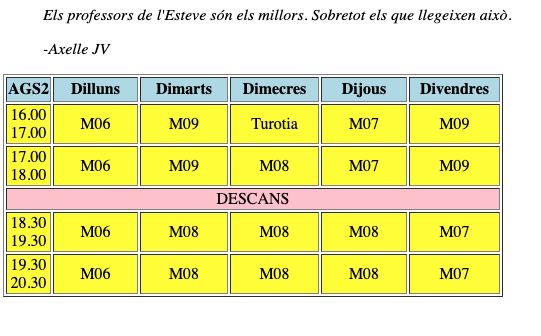 Els professors de l'Esteve són els millors. Sobretot els que llegeixen això.
-Axelle JV
AGS2 Dilluns Dimarts Dimecres Dijous Divendres
16.00
17.00 M06 M09 Turotia M07 M09
17.00
18.00 M06 M09 M08 M07 M09
DESCANS
18.30
19.30 M06 M08 M08 M08 M07
19.30
20.30 M06 M08 M08 M08 M07